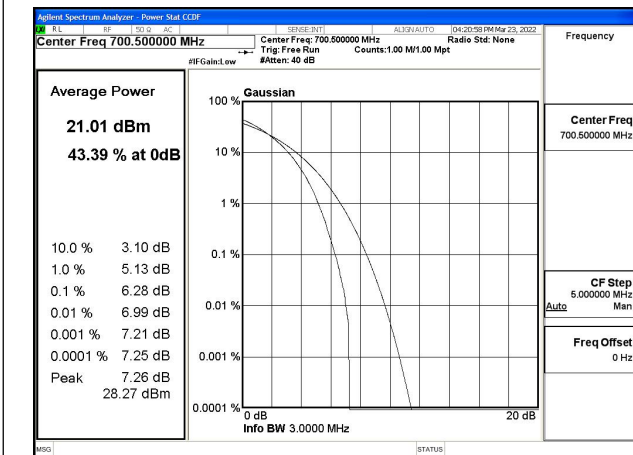 Agilent Spectrum Analyzer - Power Stat CCDF
RL RF 50 Ω AC SENSE:INT ALIGN AUTO 04:20:58 PM Mar 23, 2022
Center Freq 700.500000 MHz
Center Freq: 700.500000 MHz Radio Std: None
Trig: Free Run Counts:1.00 M/1.00 Mpt
#IFGain:Low #Atten: 40 dB
Frequency
Average Power
21.01 dBm
43.39 % at 0dB
10.0 % 3.10 dB
1.0 % 5.13 dB
0.1 % 6.28 dB
0.01 % 6.99 dB
0.001 % 7.21 dB
0.0001 % 7.25 dB
Peak 7.26 dB
28.27 dBm
Gaussian
100 %
10 %
1 %
0.1 %
0.01 %
0.001 %
0.0001 %
0 dB 20 dB
Info BW 3.0000 MHz
Center Freq
700.500000 MHz
CF Step
5.000000 MHz
Auto Man
Freq Offset
0 Hz
MSG STATUS